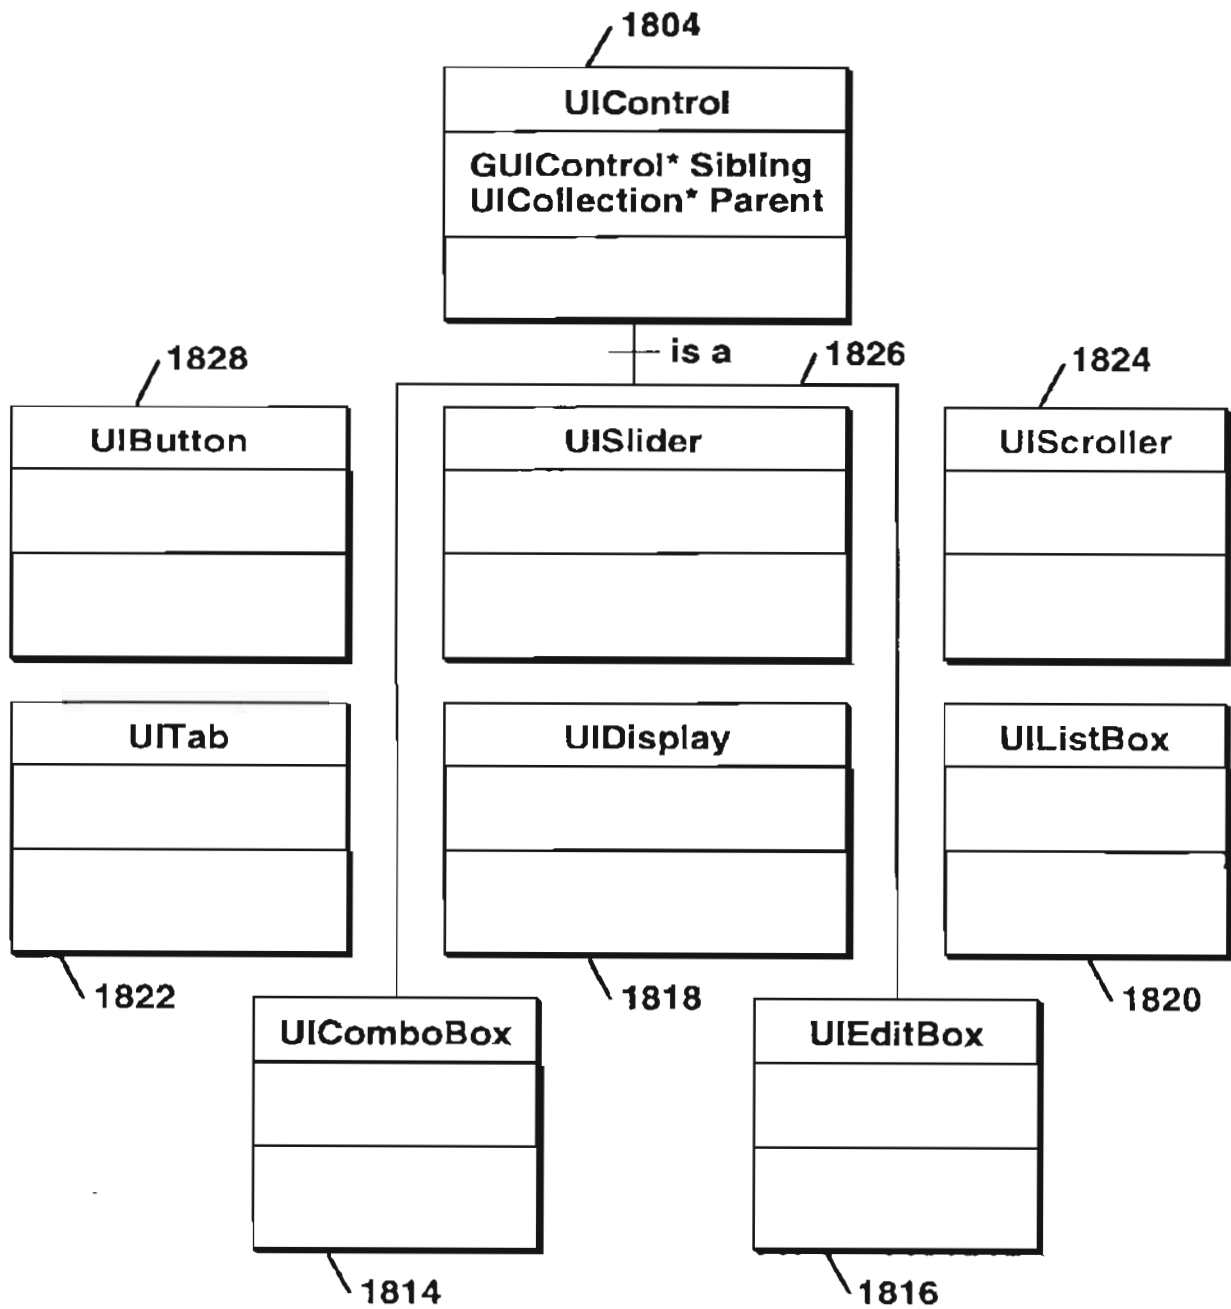 1804
UIControl
GUIControl* Sibling
UICollection* Parent
is a
1828
1826
1824
UIButton
UISlider
UIScroller
UITab
UIDisplay
UIListBox
1822
1818
1820
UIComboBox
UIEditBox
1814
1816